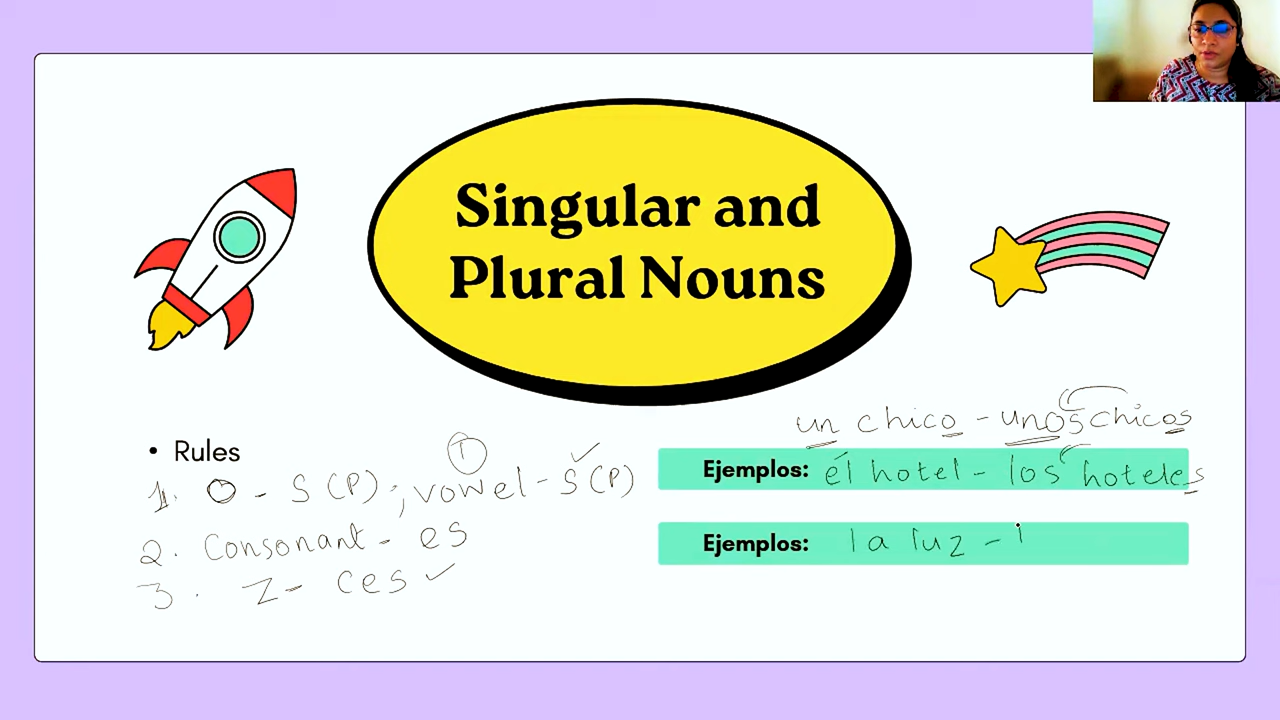 Singular and
Plural Nouns
• Rules
1. O - S (P) ; vowel - S (P)
2. Consonant - es
3. Z - ces ✓
un chico - unos chicos
Ejemplos: él hotel - los hoteles
Ejemplos: la luz - l